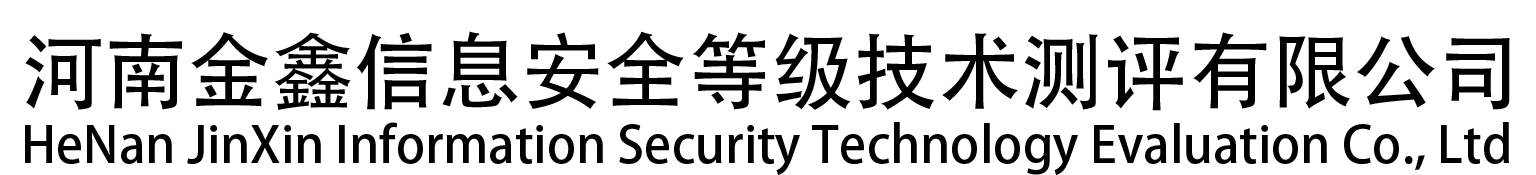 河南金鑫信息安全等级技术测评有限公司
HeNan JinXin Information Security Technology Evaluation Co., Ltd